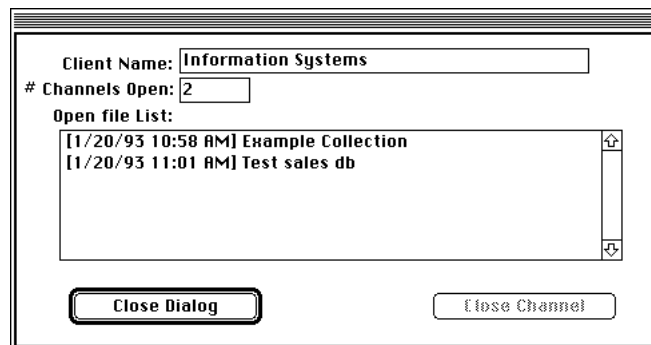 Client Name: Information Systems
# Channels Open: 2
Open file List:
[1/20/93 10:58 AM] Example Collection
[1/20/93 11:01 AM] Test sales db
Close Dialog Close Channel